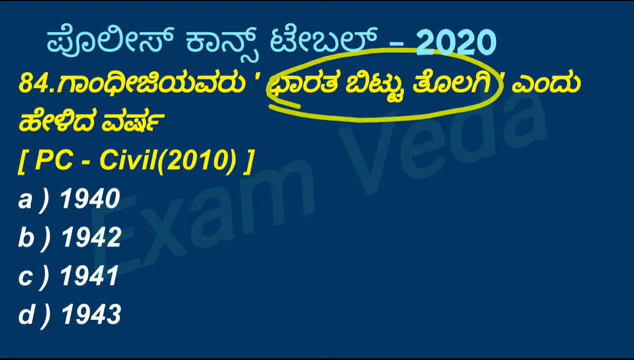 ಪೊಲೀಸ್ ಕಾನ್ಸ್ ಟೇಬಲ್ – 2020
84.ಗಾಂಧೀಜಿಯವರು ' ಭಾರತ ಬಿಟ್ಟು ತೊಲಗಿ ' ಎಂದು
ಹೇಳಿದ ವರ್ಷ
[ PC - Civil(2010) ]
a ) 1940
b ) 1942
c ) 1941
d ) 1943
Exam Veda